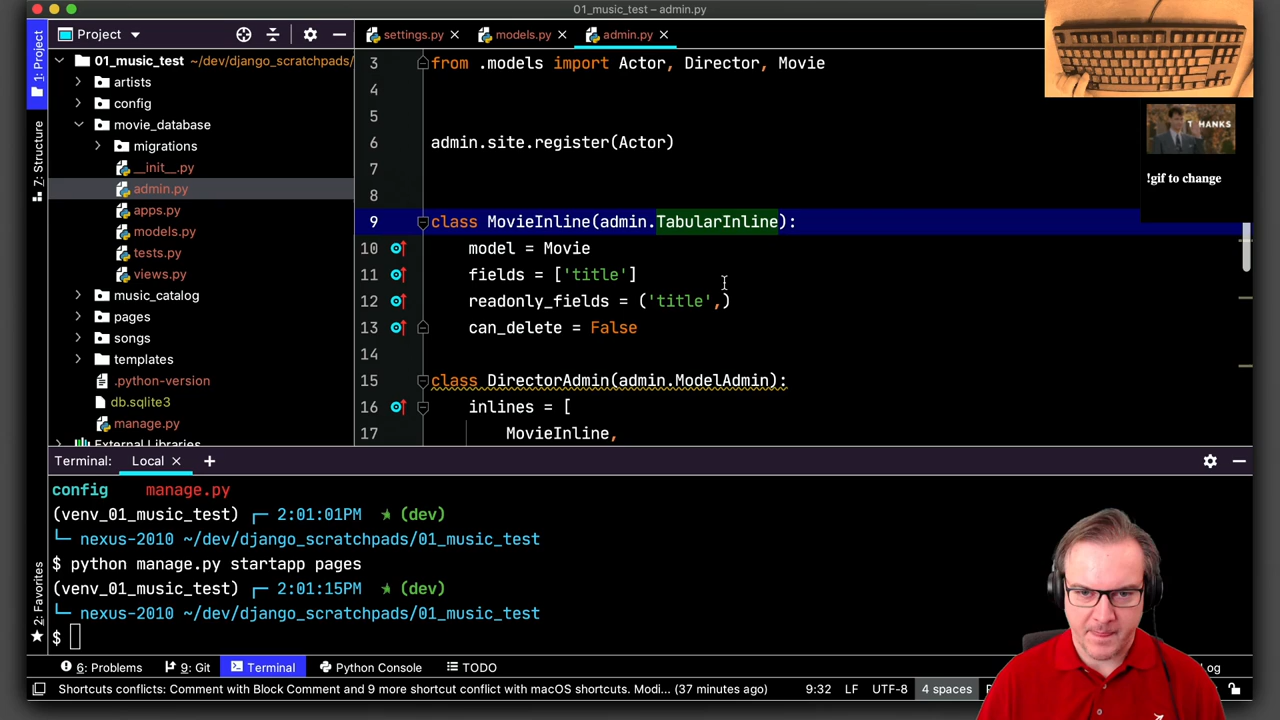 01_music_test – admin.py
Project
settings.py
models.py
admin.py
1: Project
7: Structure
2: Favorites
01_music_test ~/dev/django_scratchpads/
artists
config
movie_database
migrations
__init__.py
admin.py
apps.py
models.py
tests.py
views.py
music_catalog
pages
songs
templates
.python-version
db.sqlite3
manage.py
External Libraries
3 from .models import Actor, Director, Movie
4
5
6 admin.site.register(Actor)
7
8
9 class MovieInline(admin.TabularInline):
10 model = Movie
11 fields = ['title']
12 readonly_fields = ('title',)
13 can_delete = False
14
15 class DirectorAdmin(admin.ModelAdmin):
16 inlines = [
17 MovieInline,
T HANKS
!gif to change
Terminal: Local
config manage.py
(venv_01_music_test) 2:01:01PM (dev)
nexus-2010 ~/dev/django_scratchpads/01_music_test
$ python manage.py startapp pages
(venv_01_music_test) 2:01:15PM (dev)
nexus-2010 ~/dev/django_scratchpads/01_music_test
$
6: Problems 9: Git Terminal Python Console TODO
Shortcuts conflicts: Comment with Block Comment and 9 more shortcut conflict with macOS shortcuts. Modi... (37 minutes ago) 9:32 LF UTF-8 4 spaces